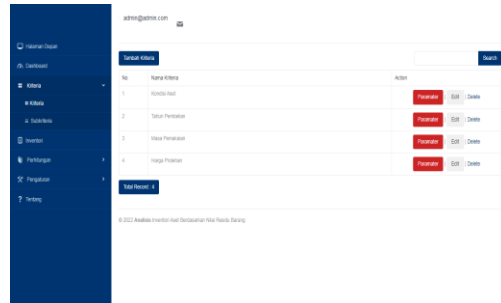 admin@admin.com
Halaman Depan
Dashboard
Kriteria
Kriteria
Subkriteria
Inventori
Perhitungan
Pengaturan
Tentang
Tambah Kriteria
Search
No Nama Kriteria Action
1 Kondisi Aset Parameter Edit | Delete
2 Tahun Pembelian Parameter Edit | Delete
3 Masa Pemakaian Parameter Edit | Delete
4 Harga Perolehan Parameter Edit | Delete
Total Record : 4
© 2022 Analisis Inventori Aset Berdasarkan Nilai Residu Barang